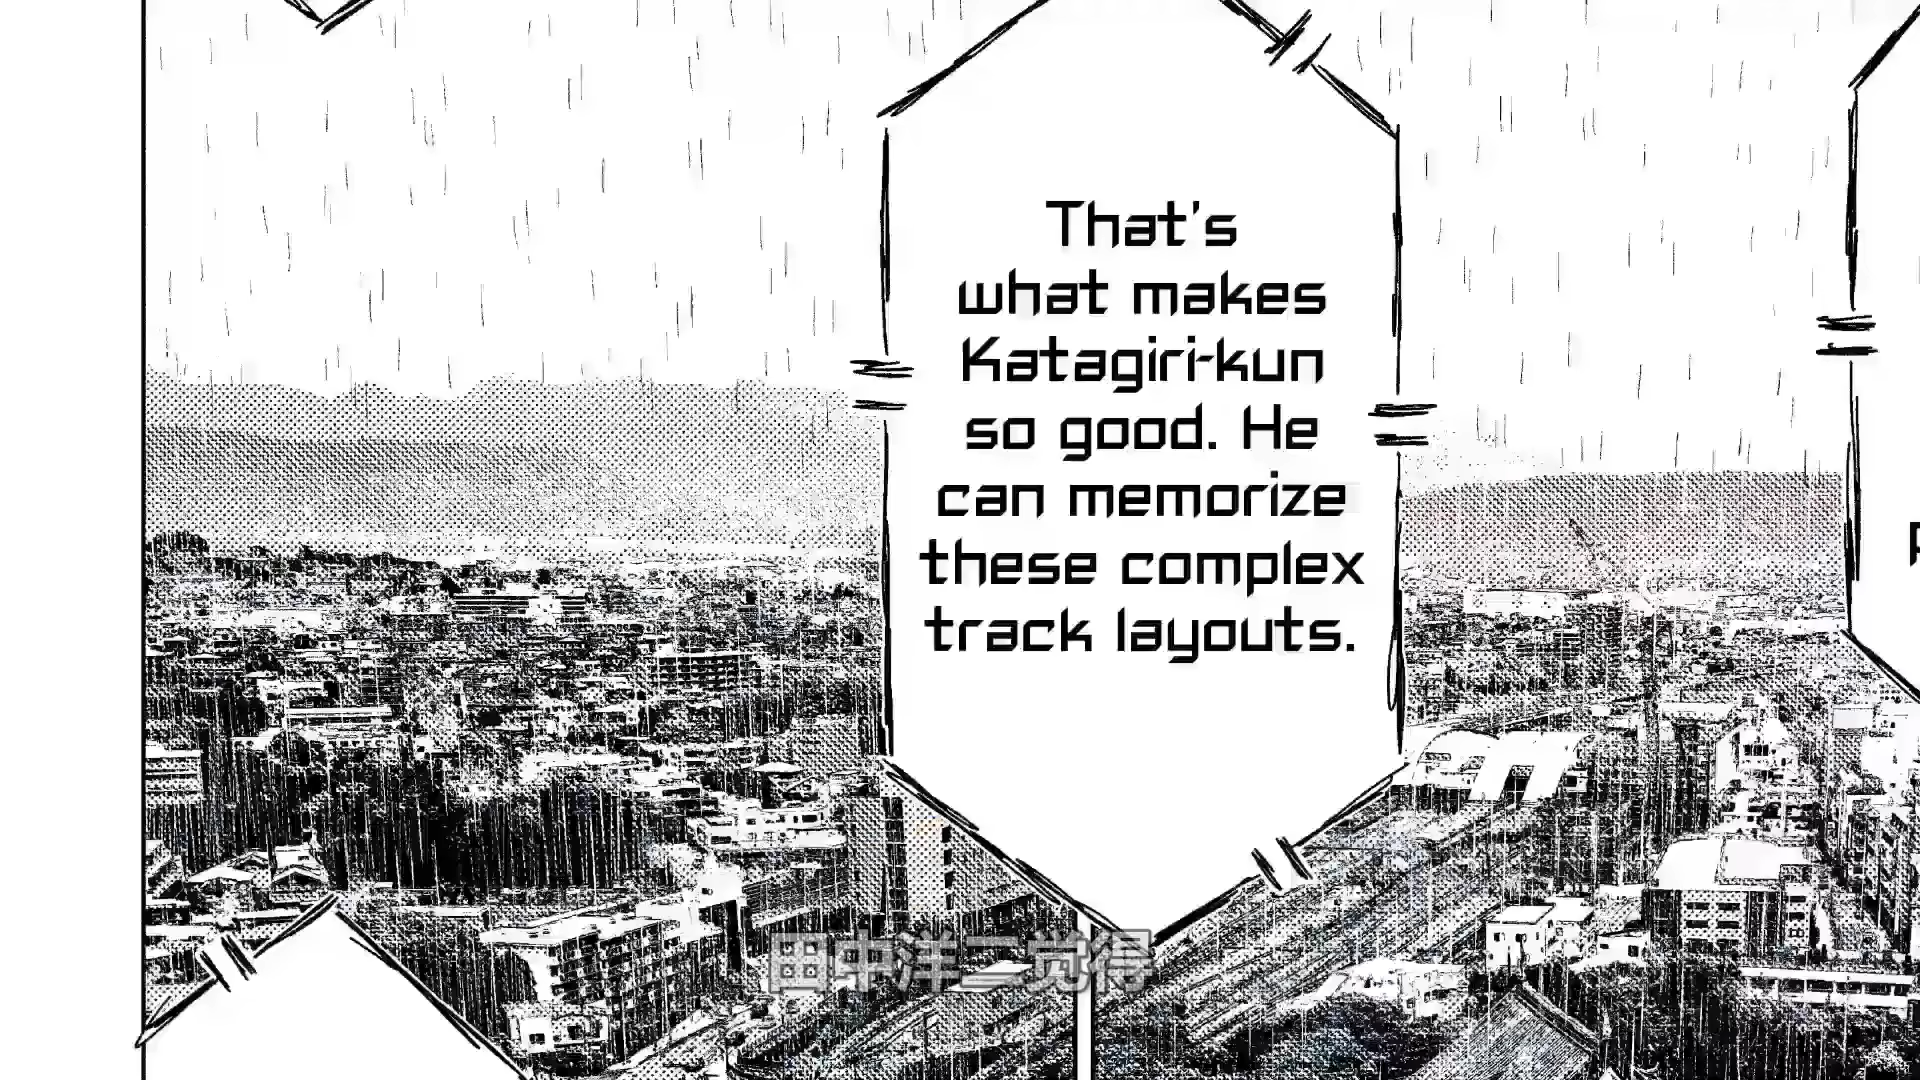 That's
what makes
Katagiri-kun
so good. He
can memorize
these complex
track layouts.
田中洋二觉得